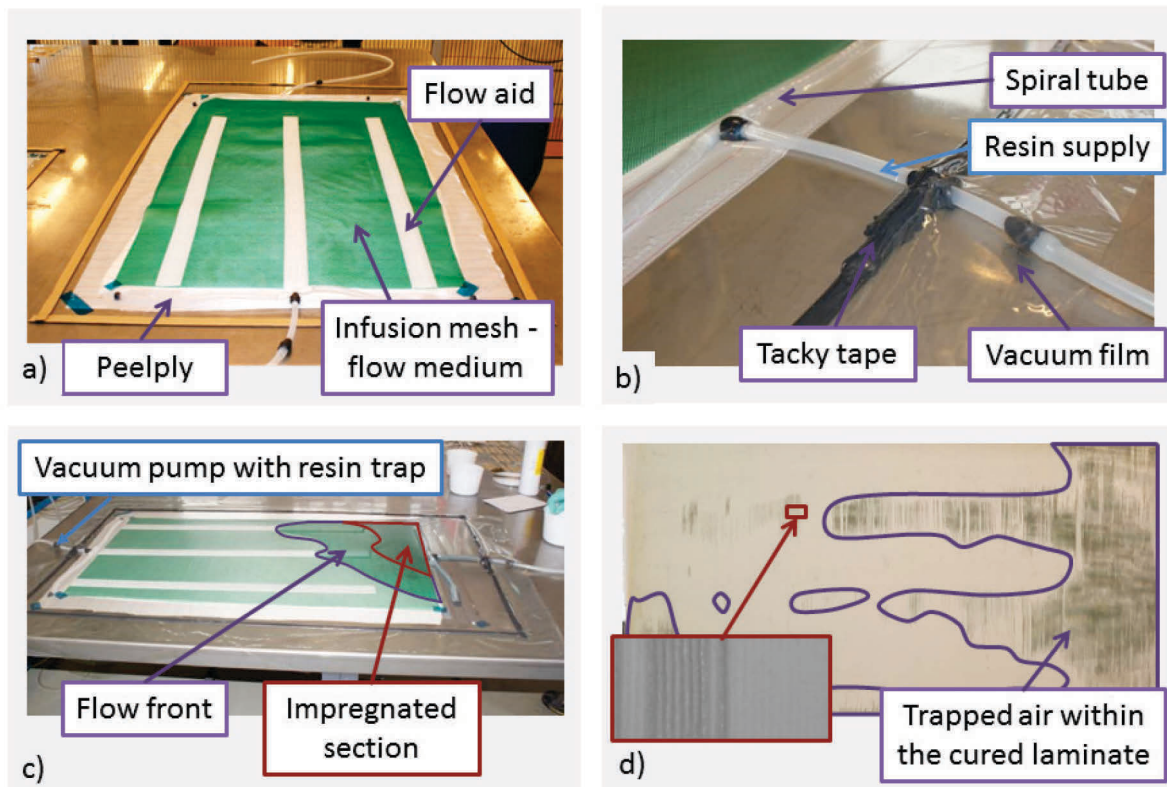 Flow aid
Infusion mesh -
flow medium
Peelply
a)
Spiral tube
Resin supply
Tacky tape
Vacuum film
b)
Vacuum pump with resin trap
Flow front
Impregnated
section
c)
Trapped air within
the cured laminate
d)